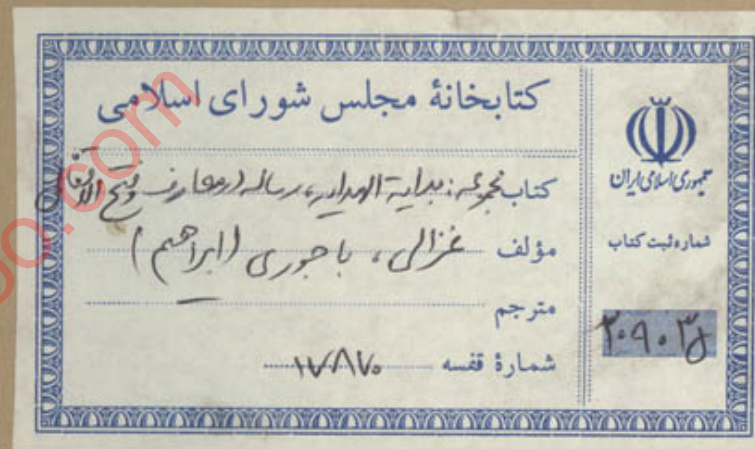 کتابخانهٔ مجلس شورای اسلامی
کتاب مجموعه: بدایة الهدایه، رساله در معارف و فتح
مؤلف غزالی، باجوری (ابراهیم)
مترجم
شمارهٔ قفسه ۱۷۸۷۰
جمهوری اسلامی ایران
شماره ثبت کتاب